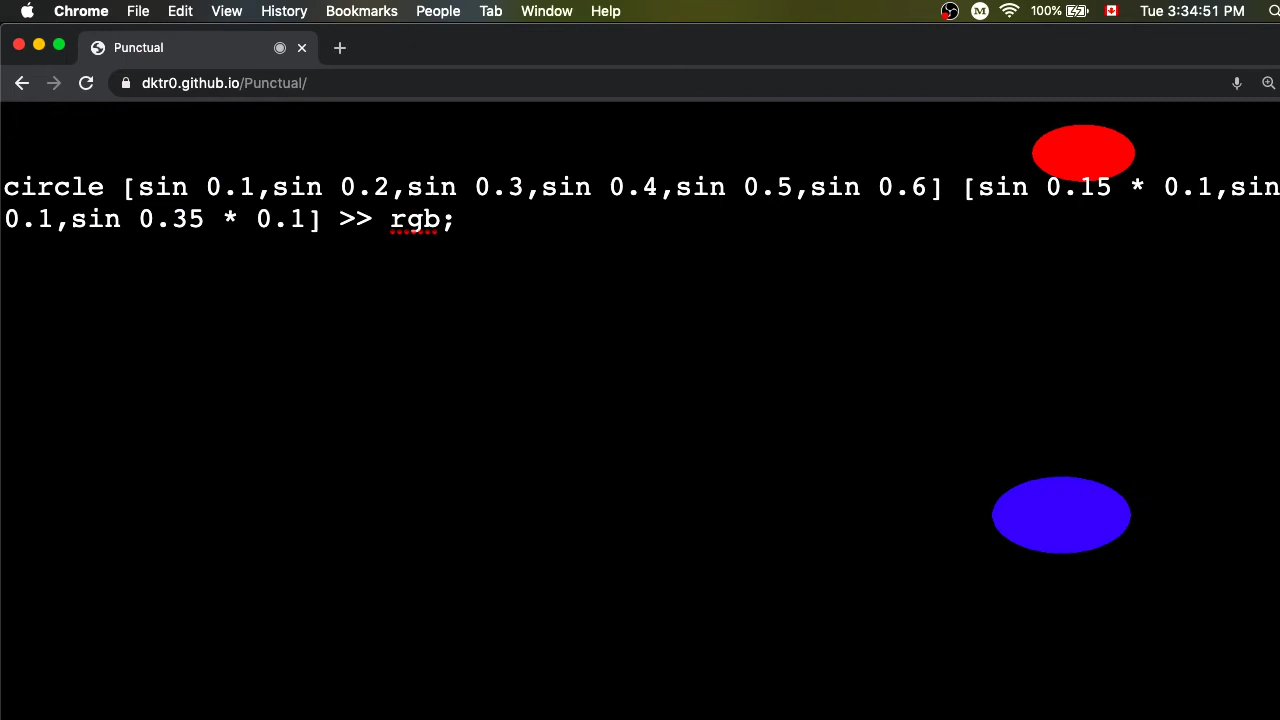 Chrome File Edit View History Bookmarks People Tab Window Help M 100% Tue 3:34:51 PM
Punctual
dktr0.github.io/Punctual/
circle [sin 0.1,sin 0.2,sin 0.3,sin 0.4,sin 0.5,sin 0.6] [sin 0.15 * 0.1,sin
0.1,sin 0.35 * 0.1] >> rgb;